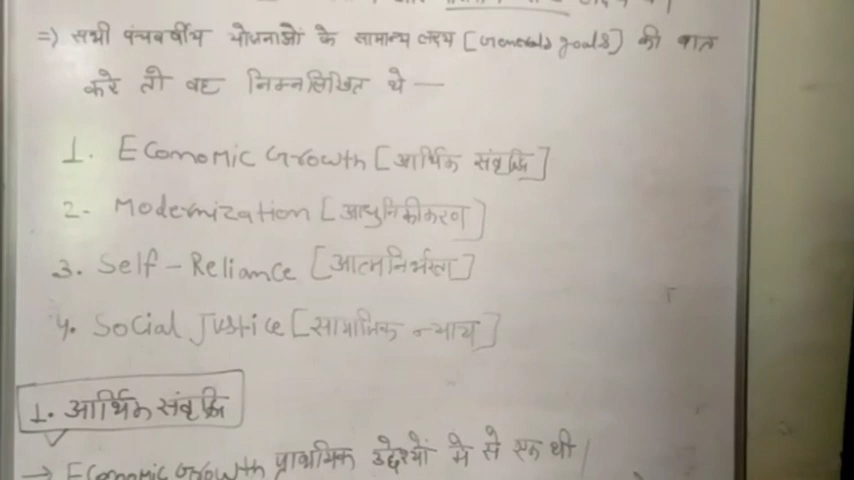 =) सभी पंचवर्षीय योजनाओं के सामान्य लक्ष्य [Generals goals] की बात
करे तो वह निम्नलिखित थे —
1. Economic Growth [आर्थिक संवृद्धि]
2- Modernization [आधुनिकीकरण]
3. Self-Reliance [आत्मनिर्भरता]
4. Social Justice [सामाजिक न्याय]
1. आर्थिक संवृद्धि
→ Economic Growth प्राथमिक उद्देश्यों मे से एक थी।